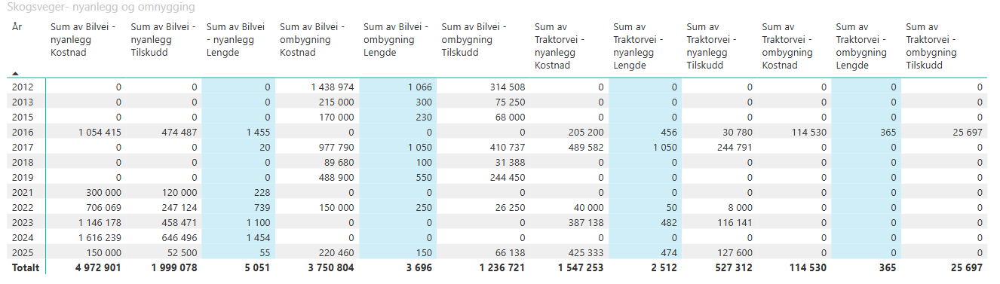 Skogsveger- nyanlegg og omnygging
År Sum av Bilvei - Sum av Bilvei - Sum av Bilvei Sum av Bilvei - Sum av Bilvei - Sum av Bilvei - Sum av Sum av Sum av Sum av Sum av Sum av
nyanlegg nyanlegg - nyanlegg ombygning ombygning ombygning Traktorvei - Traktorvei - Traktorvei - Traktorvei - Traktorvei - Traktorvei -
Kostnad Tilskudd Lengde Kostnad Lengde Tilskudd nyanlegg nyanlegg nyanlegg ombygning ombygning ombygning
Kostnad Lengde Tilskudd Kostnad Lengde Tilskudd
2012 0 0 0 1 438 974 1 066 314 508 0 0 0 0 0 0
2013 0 0 0 215 000 300 75 250 0 0 0 0 0 0
2015 0 0 0 170 000 230 68 000 0 0 0 0 0 0
2016 1 054 415 474 487 1 455 0 0 0 205 200 456 30 780 114 530 365 25 697
2017 0 0 20 977 790 1 050 410 737 489 582 1 050 244 791 0 0 0
2018 0 0 0 89 680 100 31 388 0 0 0 0 0 0
2019 0 0 0 488 900 550 244 450 0 0 0 0 0 0
2021 300 000 120 000 228 0 0 0 0 0 0 0 0 0
2022 706 069 247 124 739 150 000 250 26 250 40 000 50 8 000 0 0 0
2023 1 146 178 458 471 1 100 0 0 0 387 138 482 116 141 0 0 0
2024 1 616 239 646 496 1 454 0 0 0 0 0 0 0 0 0
2025 150 000 52 500 55 220 460 150 66 138 425 333 474 127 600 0 0 0
Totalt 4 972 901 1 999 078 5 051 3 750 804 3 696 1 236 721 1 547 253 2 512 527 312 114 530 365 25 697